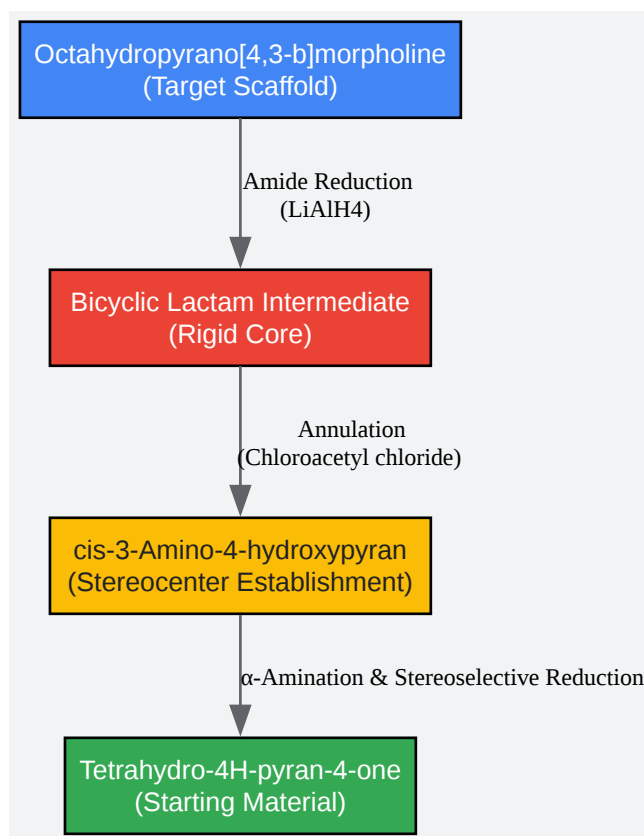 Octahydropyrano[4,3-b]morpholine
(Target Scaffold)
Amide Reduction
(LiAlH4)
Bicyclic Lactam Intermediate
(Rigid Core)
Annulation
(Chloroacetyl chloride)
cis-3-Amino-4-hydroxypyran
(Stereocenter Establishment)
α-Amination & Stereoselective Reduction
Tetrahydro-4H-pyran-4-one
(Starting Material)